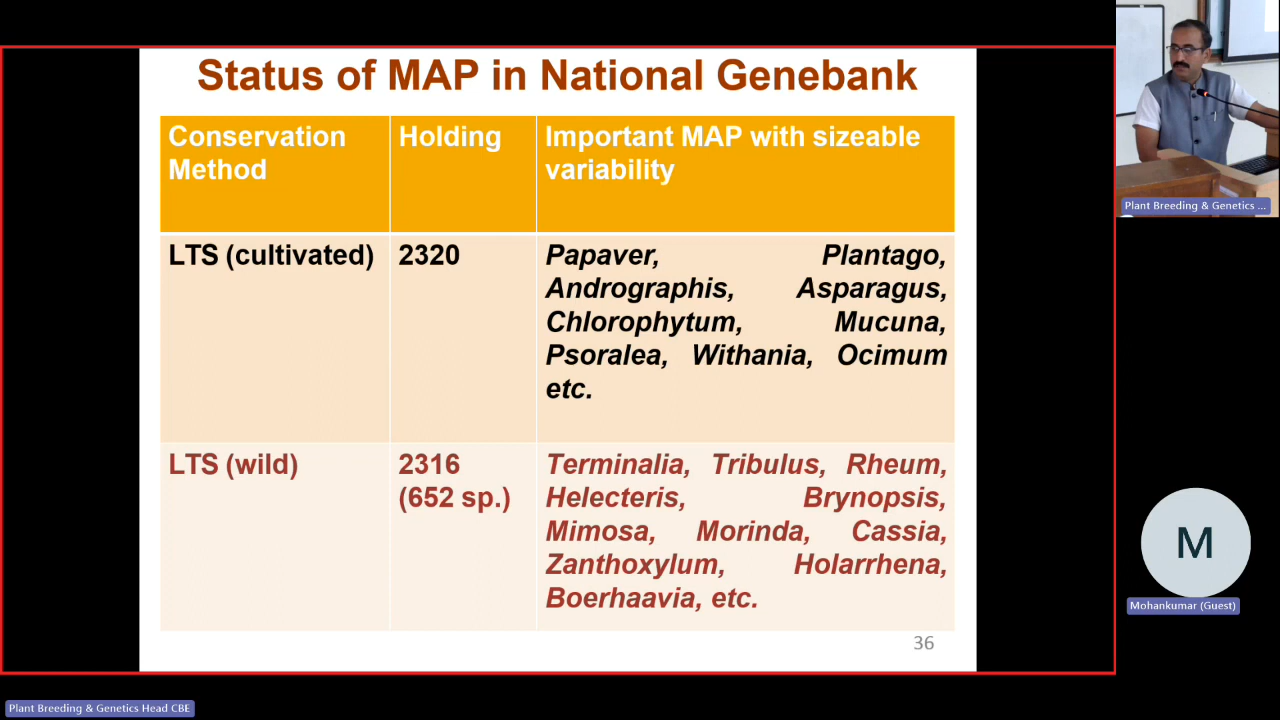 Status of MAP in National Genebank
Conservation
Method
Holding
Important MAP with sizeable
variability
LTS (cultivated)
2320
Papaver, Plantago,
Andrographis, Asparagus,
Chlorophytum, Mucuna,
Psoralea, Withania, Ocimum
etc.
LTS (wild)
2316
(652 sp.)
Terminalia, Tribulus, Rheum,
Helecteris, Brynopsis,
Mimosa, Morinda, Cassia,
Zanthoxylum, Holarrhena,
Boerhaavia, etc.
36
Plant Breeding & Genetics ...
M
Mohankumar (Guest)
Plant Breeding & Genetics Head CBE